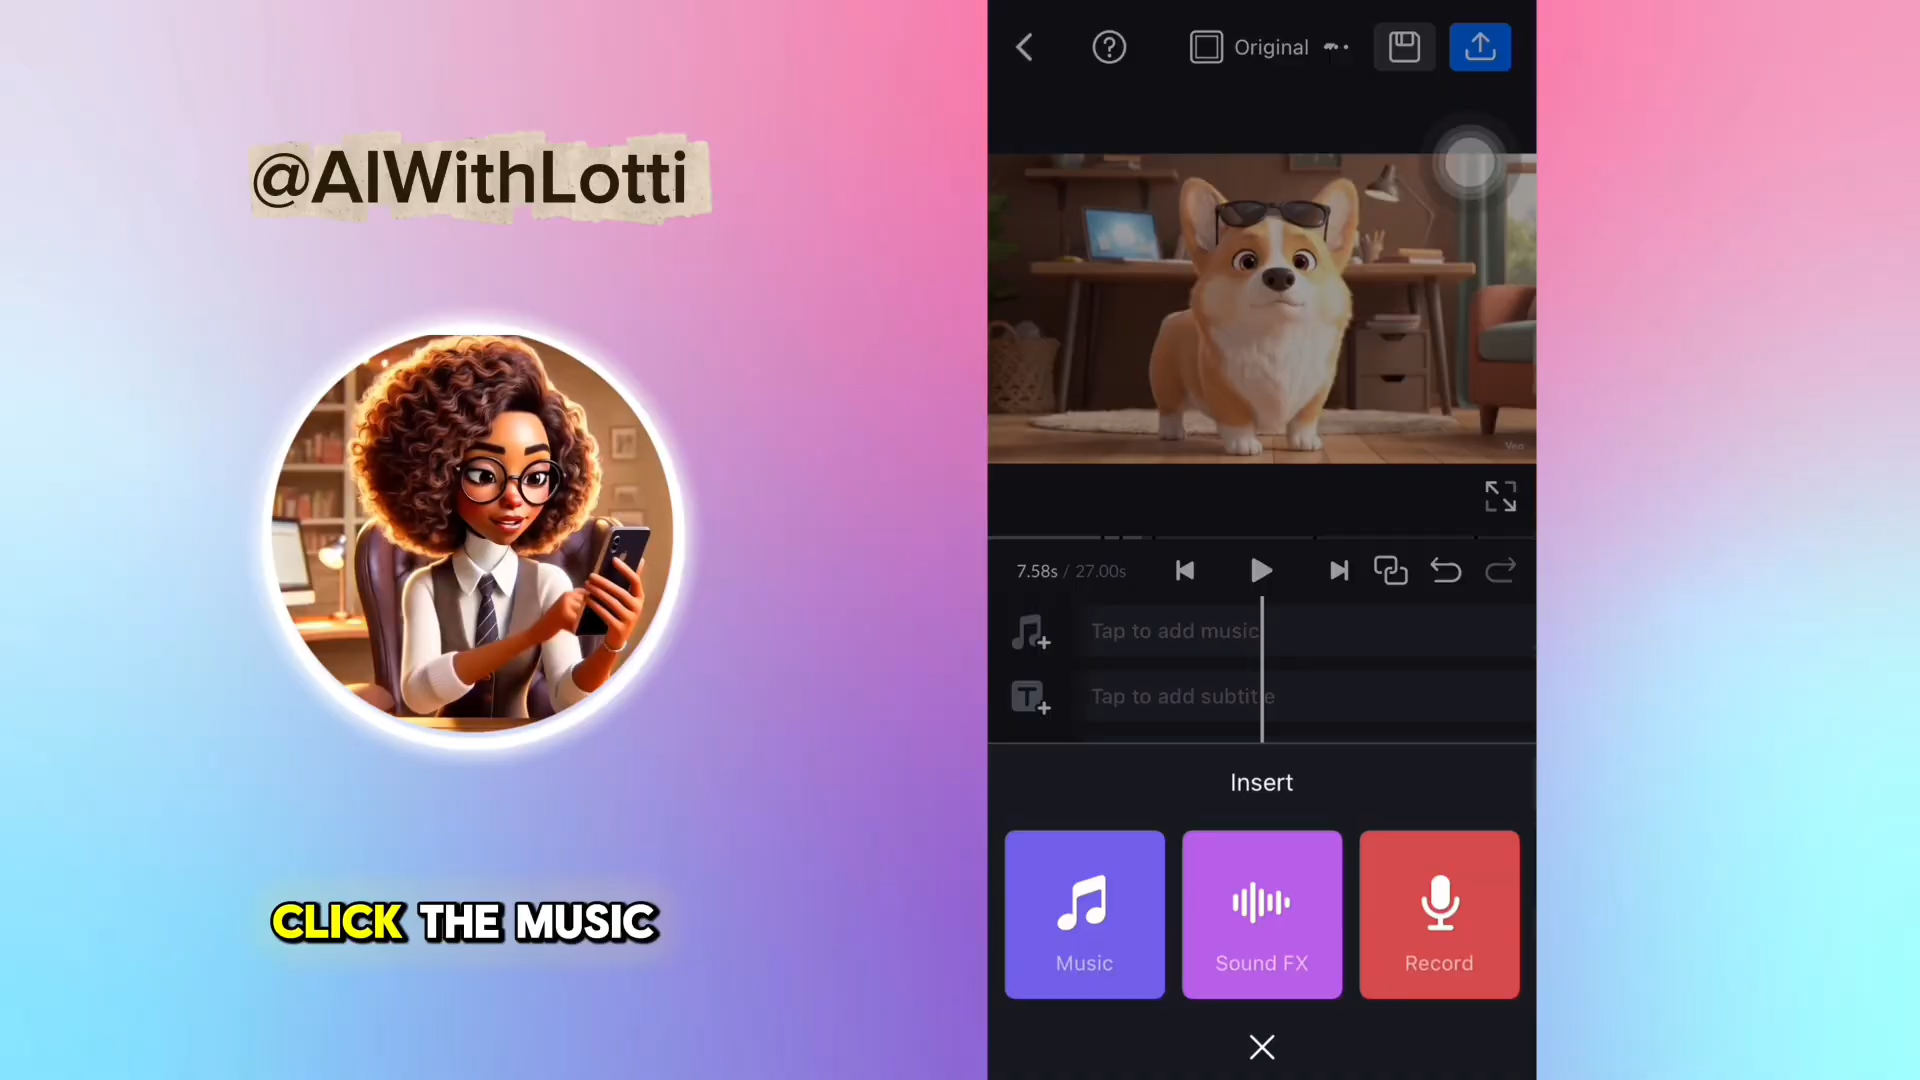 @AIWithLotti
CLICK THE MUSIC
Original
Veo
7.58s / 27.00s
Tap to add music
Tap to add subtitle
Insert
Music
Sound FX
Record